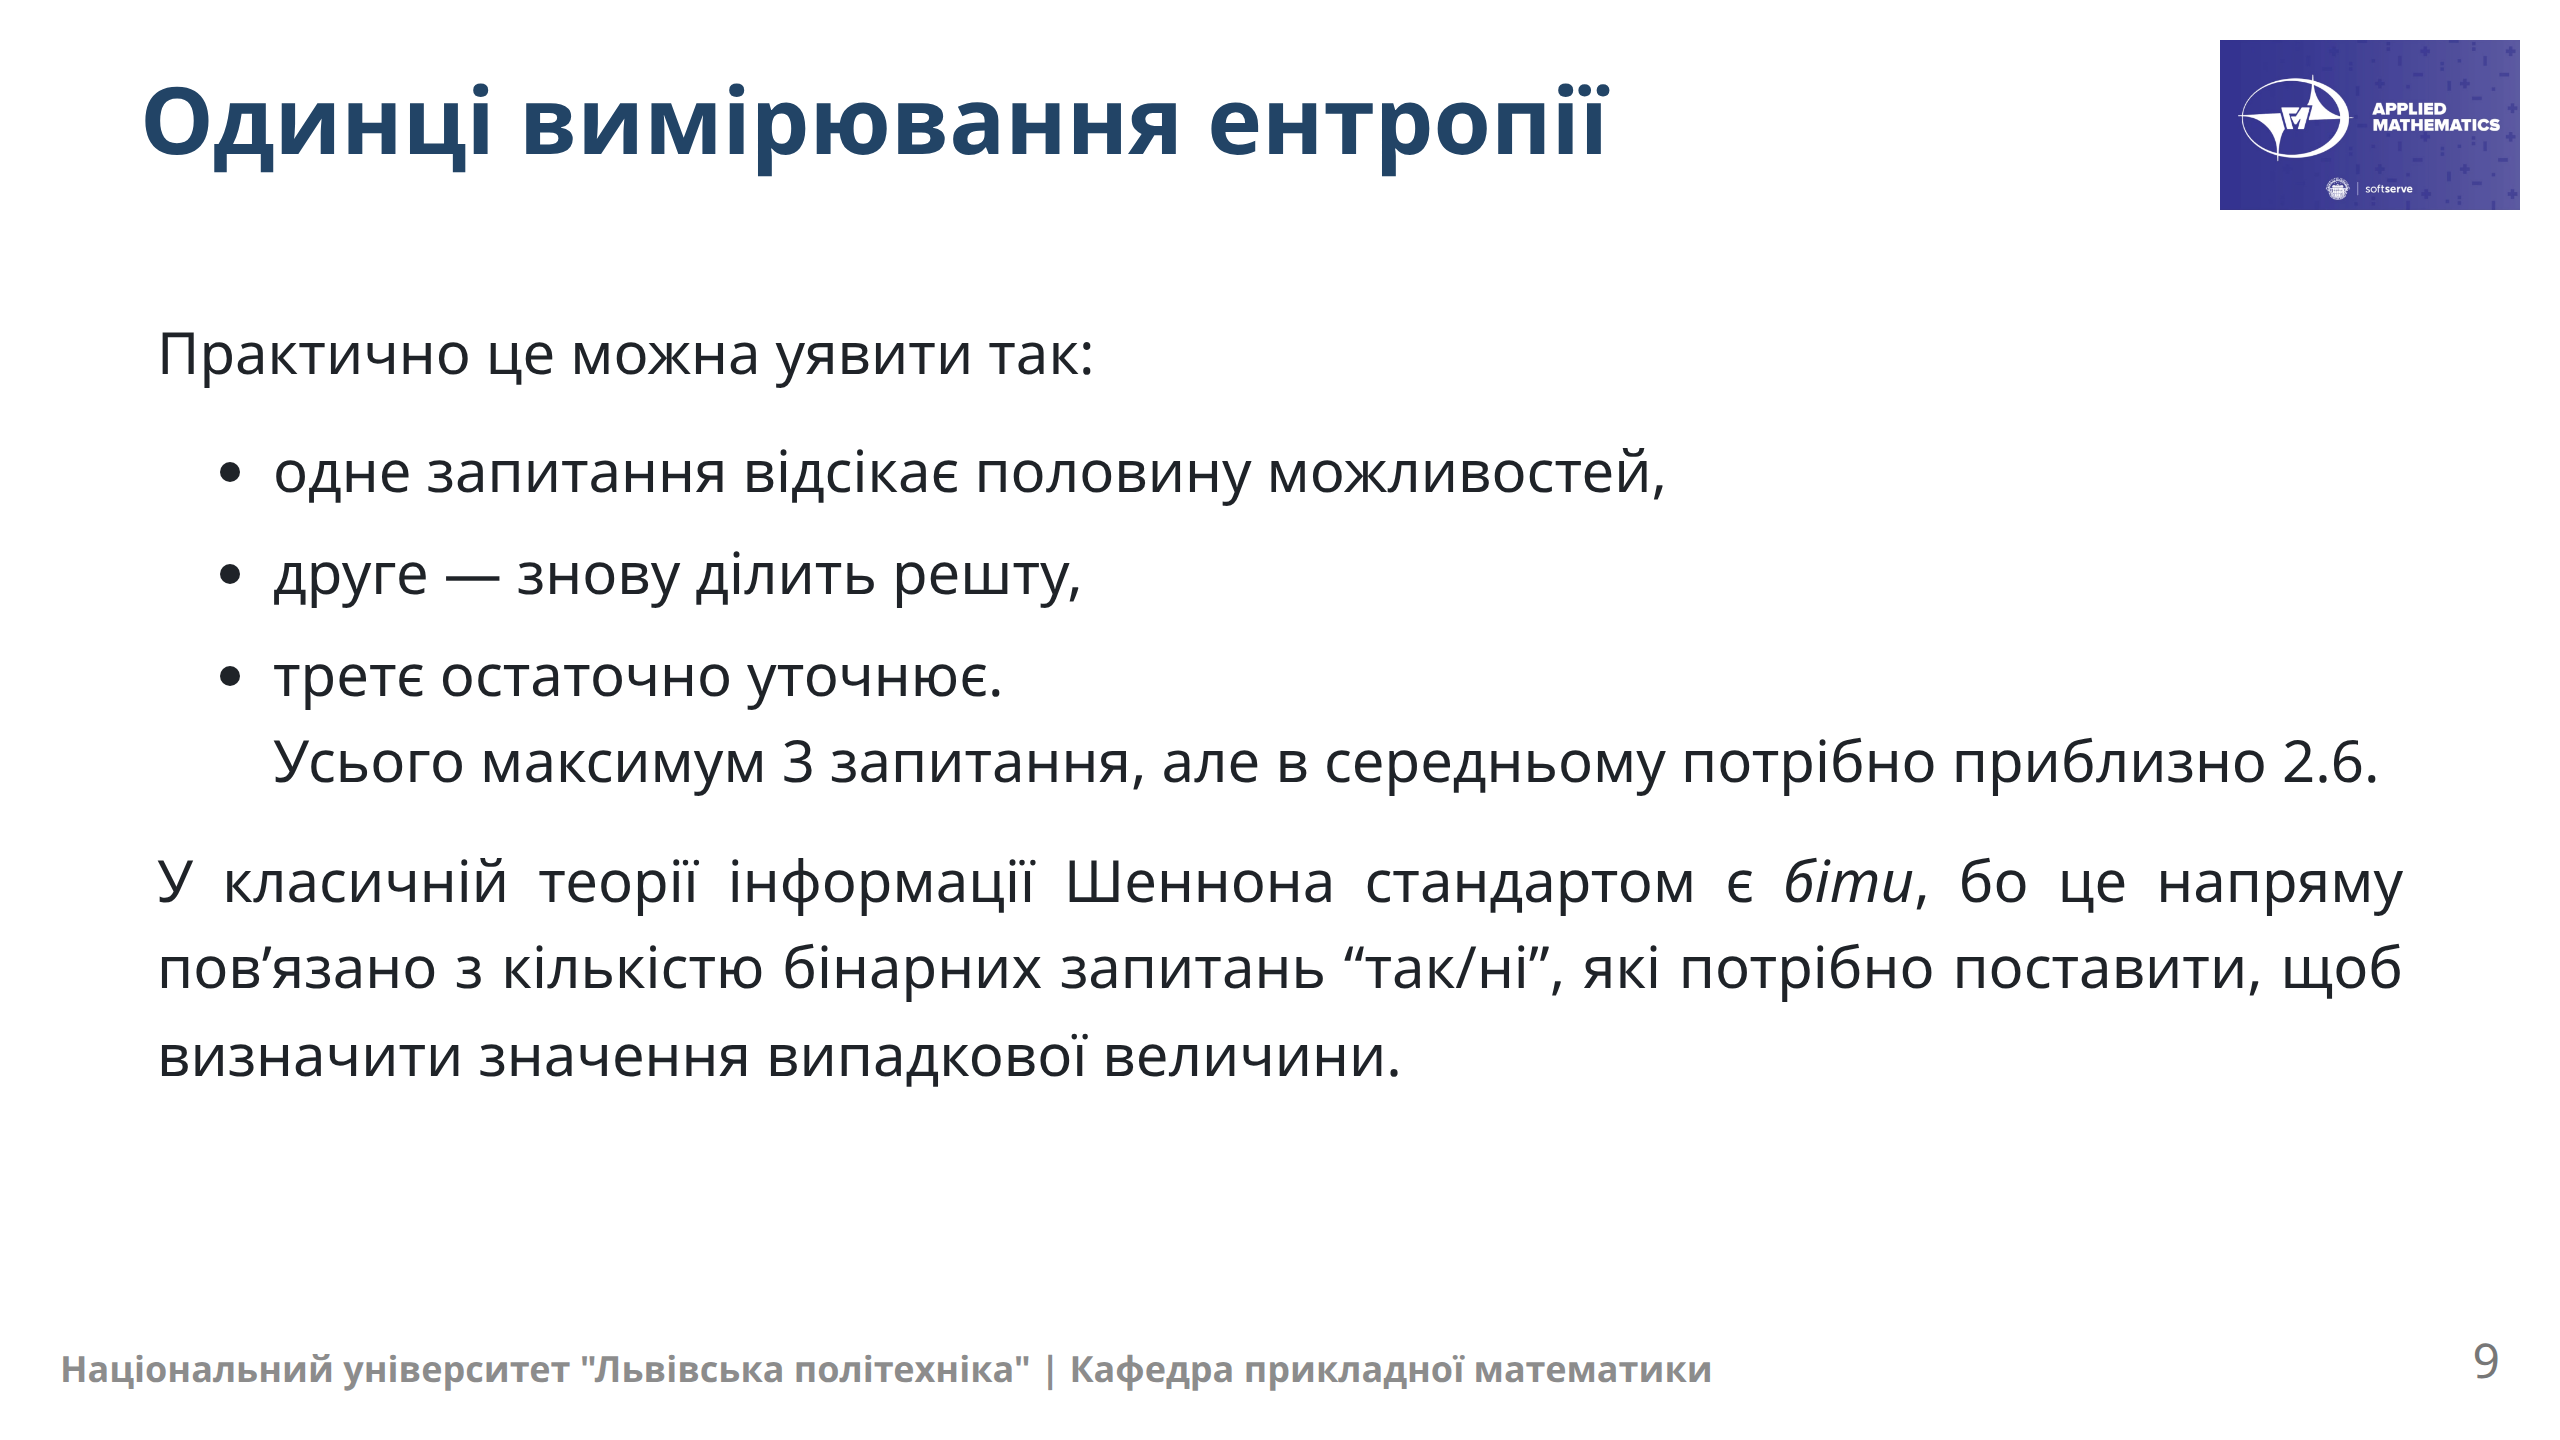 Одинці вимірювання ентропії
APPLIED
MATHEMATICS
softserve
Практично це можна уявити так:
• одне запитання відсікає половину можливостей,
• друге — знову ділить решту,
• третє остаточно уточнює.
Усього максимум 3 запитання, але в середньому потрібно приблизно 2.6.
У класичній теорії інформації Шеннона стандартом є біти, бо це напряму
пов’язано з кількістю бінарних запитань “так/ні”, які потрібно поставити, щоб
визначити значення випадкової величини.
Національний університет "Львівська політехніка" | Кафедра прикладної математики
9